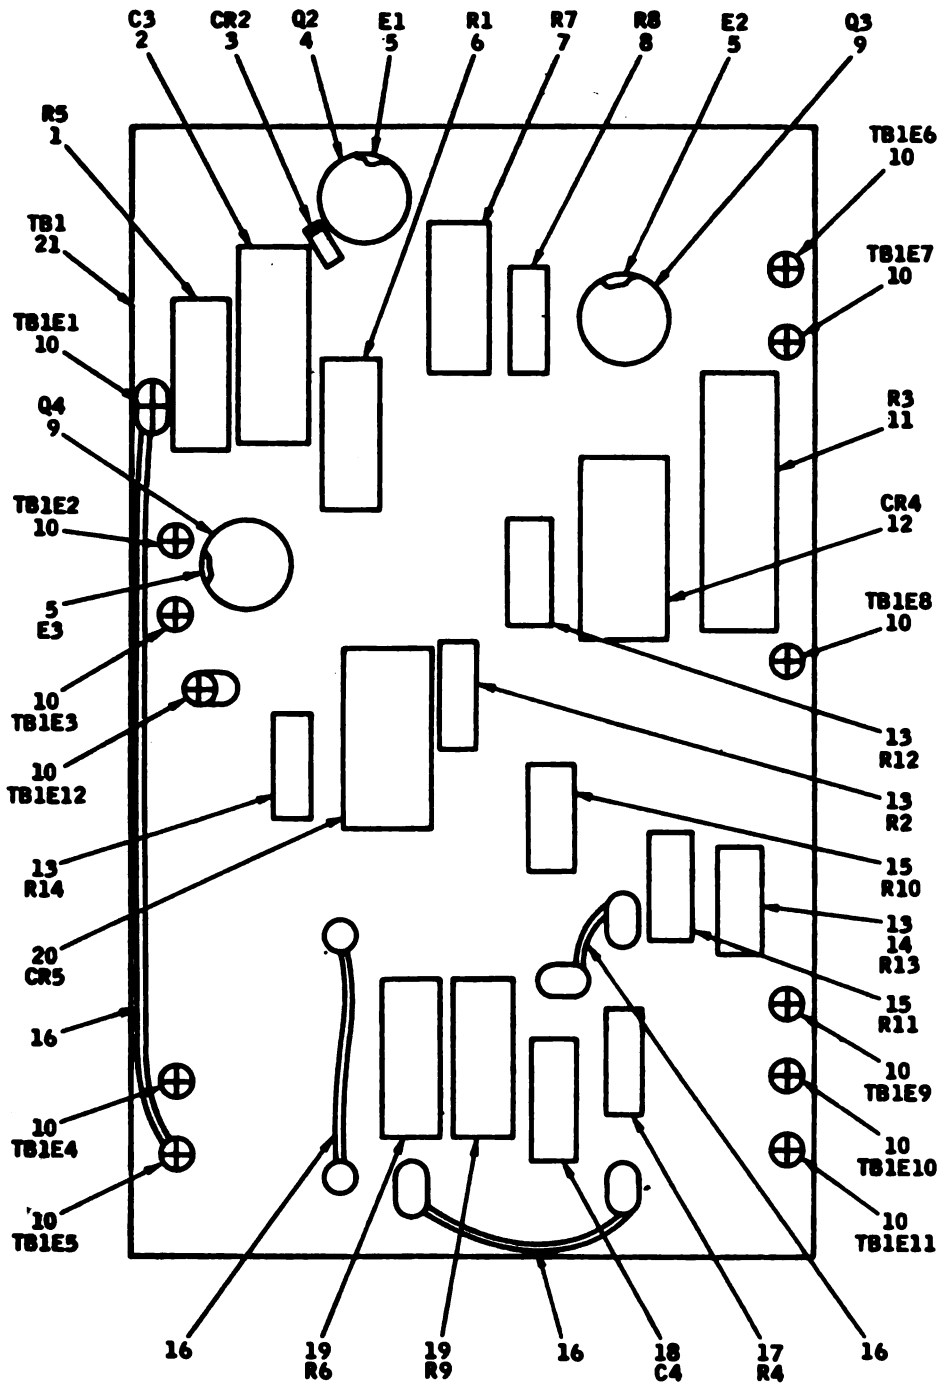 C3
2
CR2
3
Q2
4
E1
5
R1
6
R7
7
R8
8
E2
5
Q3
9
R5
1
TB1
21
TB1E1
10
Q4
9
TB1E2
10
5
E3
10
TB1E3
10
TB1E12
13
R14
20
CR5
16
10
TB1E4
10
TB1E5
TB1E6
10
TB1E7
10
R3
11
CR4
12
TB1E8
10
13
R12
13
R2
15
R10
13
14
R13
15
R11
10
TB1E9
10
TB1E10
10
TB1E11
16
19
R6
19
R9
16
18
C4
17
R4
16